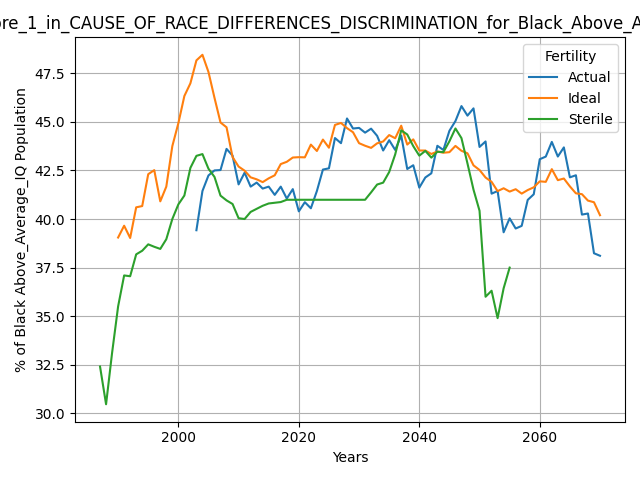 ore_1_in_CAUSE_OF_RACE_DIFFERENCES_DISCRIMINATION_for_Black_Above_A
Fertility
Actual
Ideal
Sterile
% of Black Above_Average_IQ Population
47.5
45.0
42.5
40.0
37.5
35.0
32.5
30.0
2000
2020
2040
2060
Years